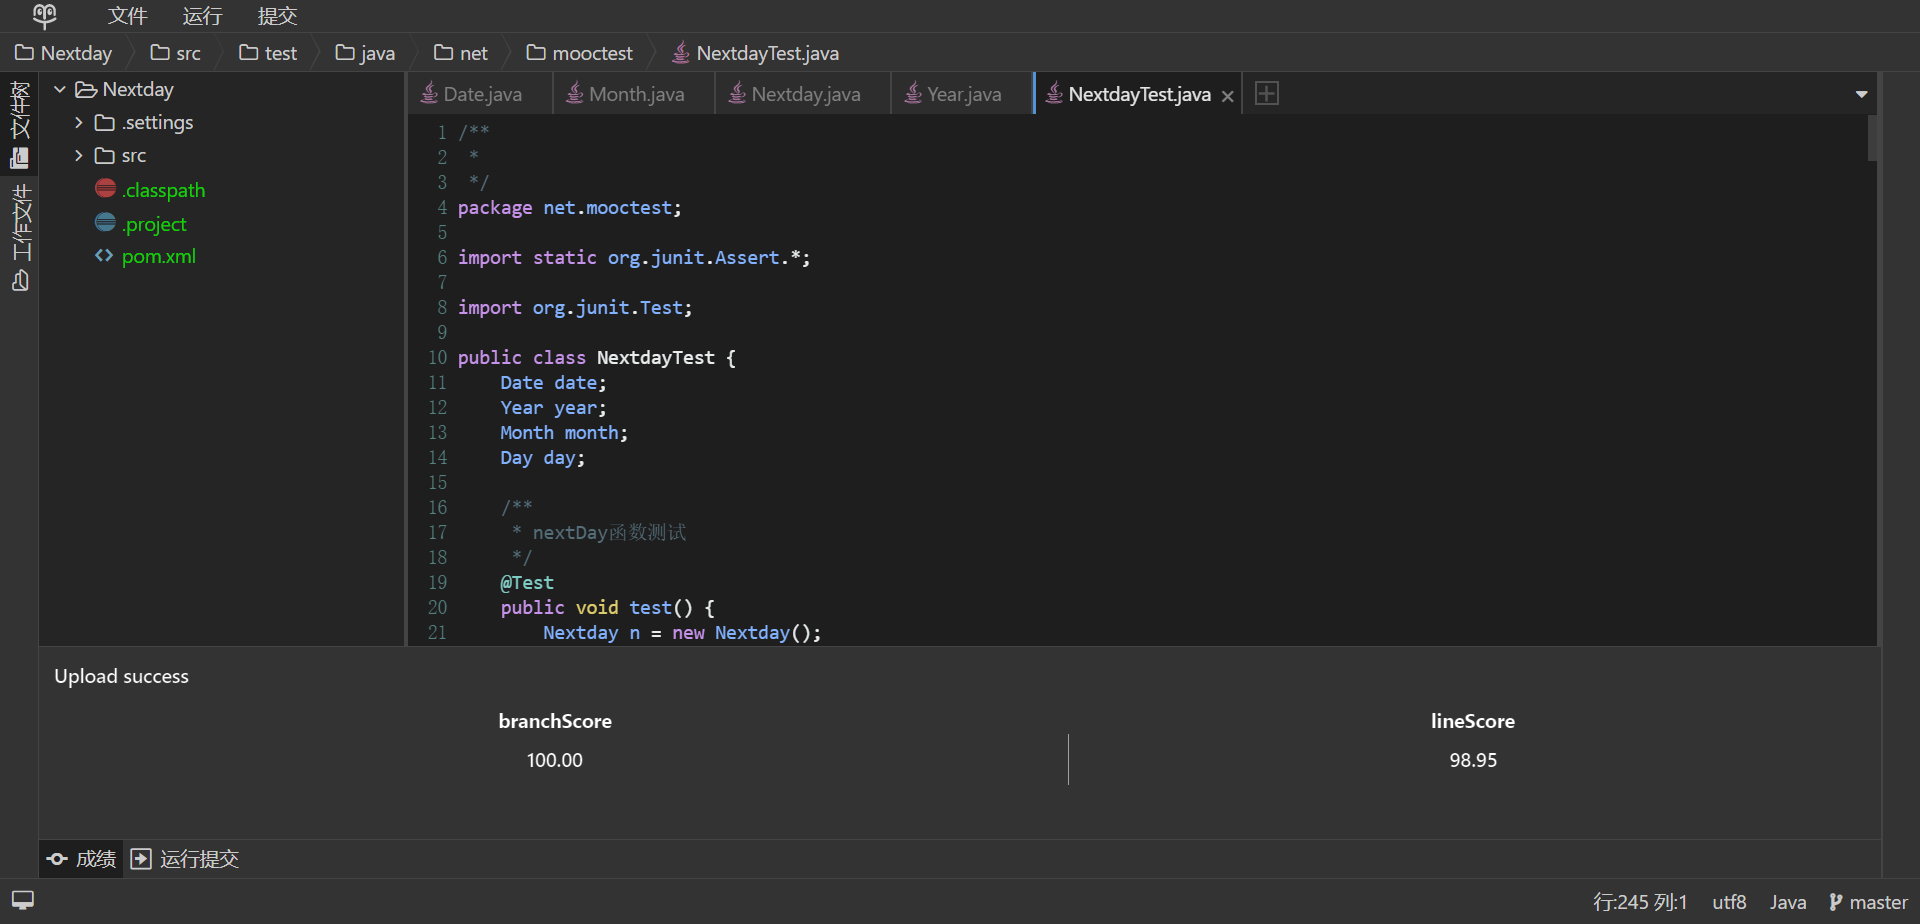 文件 运行 提交
Nextday src test java net mooctest NextdayTest.java
文件树
工作文件
Nextday
.settings
src
.classpath
.project
pom.xml
Date.java Month.java Nextday.java Year.java NextdayTest.java
1 /**
2 *
3 */
4 package net.mooctest;
5
6 import static org.junit.Assert.*;
7
8 import org.junit.Test;
9
10 public class NextdayTest {
11 Date date;
12 Year year;
13 Month month;
14 Day day;
15
16 /**
17 * nextDay函数测试
18 */
19 @Test
20 public void test() {
21 Nextday n = new Nextday();
Upload success
branchScore lineScore
100.00 98.95
成绩 运行提交
行:245 列:1 utf8 Java master